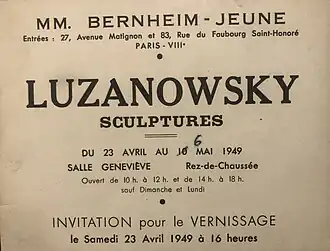 MM. BERNHEIM-JEUNE
Entrées : 27, Avenue Matignon et 83, Rue du Faubourg Saint-Honoré
PARIS - VIIIe
LUZANOWSKY
SCULPTURES
DU 23 AVRIL AU 6 MAI 1949
SALLE GENEVIÈVE Rez-de-Chaussée
Ouvert de 10 h. à 12 h. et de 14 h. à 18 h.
sauf Dimanche et Lundi
INVITATION pour le VERNISSAGE
le Samedi 23 Avril 1949 à 16 heures